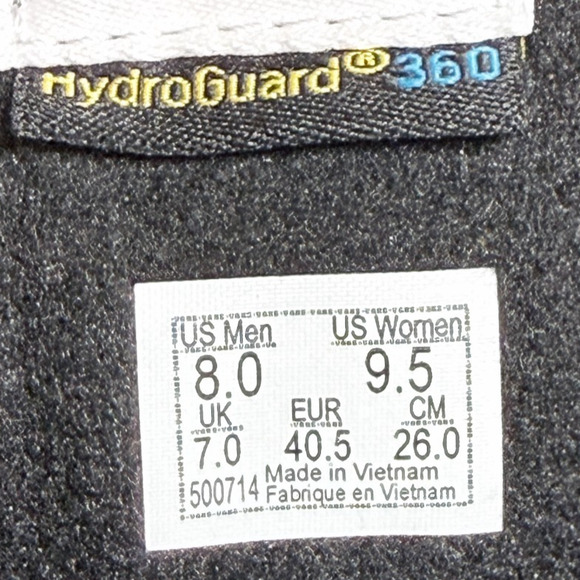 HydroGuard® 360
US Men US Women
8.0 9.5
UK EUR CM
7.0 40.5 26.0
500714 Made in Vietnam
Fabrique en Vietnam